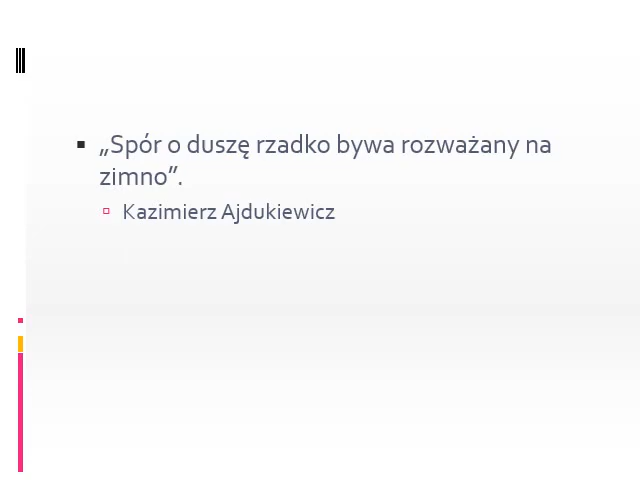 „Spór o duszę rzadko bywa rozważany na
zimno”.
Kazimierz Ajdukiewicz